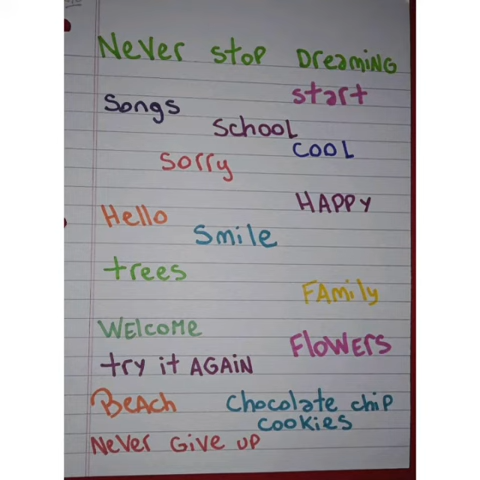 Never stop Dreaming
start
Songs
SCHOOL
COOL
Sorry
HAPPY
Hello
Smile
trees
FAmily
WElcoMe
FloWERS
try it AGAiN
BeAcH
Chocolate chip
cookies
Never Give up